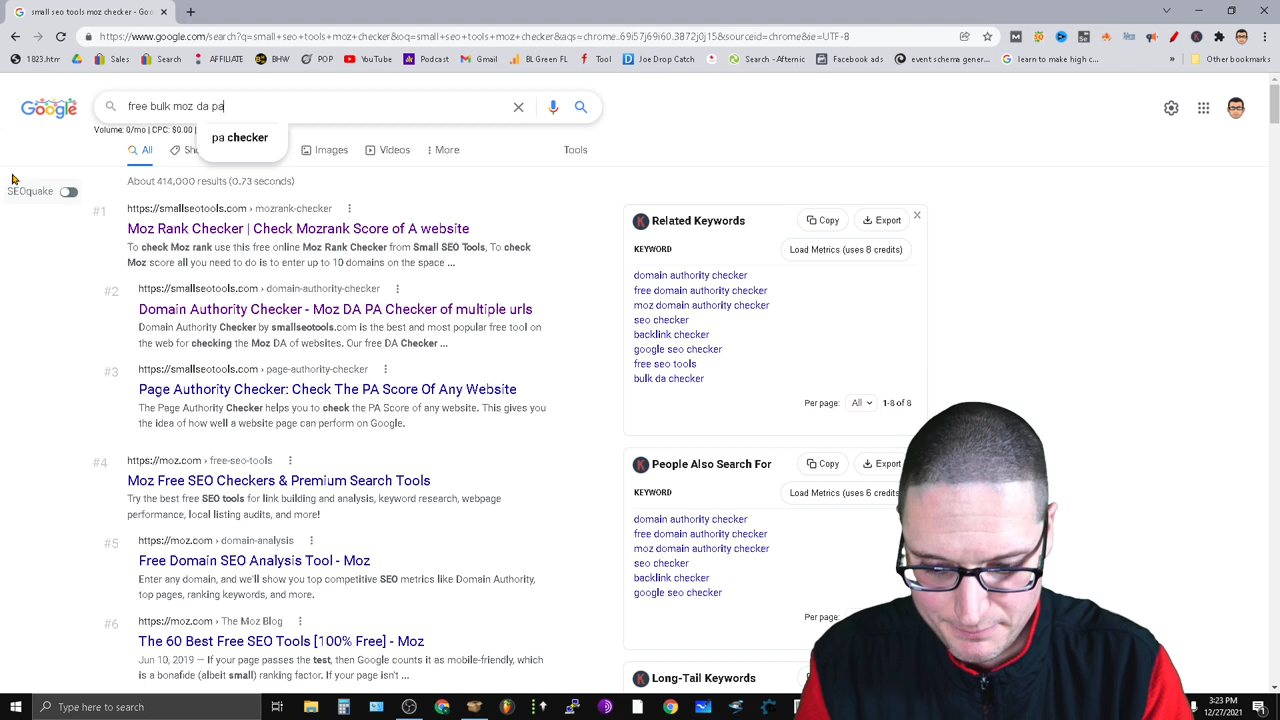 small seo tools moz checker - Go
https://www.google.com/search?q=small+seo+tools+moz+checker&oq=small+seo+tools+moz+checker&aqs=chrome..69i57j69i60.3872j0j15&sourceid=chrome&ie=UTF-8
1823.htm
Sales
Search
AFFILIATE
BHW
POP
YouTube
Podcast
Gmail
BL Green FL
Tools
Joe Drop Catch
Search - Afternic
Payoneer
event schema gener...
learn to make high c...
»
Other bookmarks
Google
free bulk moz da pa
Volume: 0/mo | CPC: $0.00 |
pa checker
All
Sh
Images
Videos
More
Tools
About 414,000 results (0.73 seconds)
SEOquake
#1
https://smallseotools.com › mozrank-checker
Moz Rank Checker | Check Mozrank Score of A website
To check Moz rank use this free online Moz Rank Checker from Small SEO Tools, To check
Moz score all you need to do is to enter up to 10 domains on the space ...
#2
https://smallseotools.com › domain-authority-checker
Domain Authority Checker - Moz DA PA Checker of multiple urls
Domain Authority Checker by smallseotools.com is the best and most popular free tool on
the web for checking the Moz DA of websites. Our free DA Checker ...
#3
https://smallseotools.com › page-authority-checker
Page Authority Checker: Check The PA Score Of Any Website
The Page Authority Checker helps you to check the PA Score of any website. This gives you
the idea of how well a website page can perform on Google.
#4
https://moz.com › free-seo-tools
Moz Free SEO Checkers & Premium Search Tools
Try the best free SEO tools for link building and analysis, keyword research, webpage
performance, local listing audits, and more!
#5
https://moz.com › domain-analysis
Free Domain SEO Analysis Tool - Moz
Enter any domain, and we'll show you top competitive SEO metrics like Domain Authority,
top pages, ranking keywords, and more.
#6
https://moz.com › The Moz Blog
The 60 Best Free SEO Tools [100% Free] - Moz
Jun 10, 2019 — If your page passes the test, then Google counts it as mobile-friendly, which
is a bonafide (albeit small) ranking factor. If your page isn't ...
Related Keywords
Copy
Export
KEYWORD
Load Metrics (uses 8 credits)
domain authority checker
free domain authority checker
moz domain authority checker
seo checker
backlink checker
google seo checker
free seo tools
bulk da checker
Per page:
All
1-8 of 8
People Also Search For
Copy
Export
KEYWORD
Load Metrics (uses 6 credits
domain authority checker
free domain authority checker
moz domain authority checker
seo checker
backlink checker
google seo checker
Per page:
Long-Tail Keywords
Type here to search
3:23 PM
12/27/2021